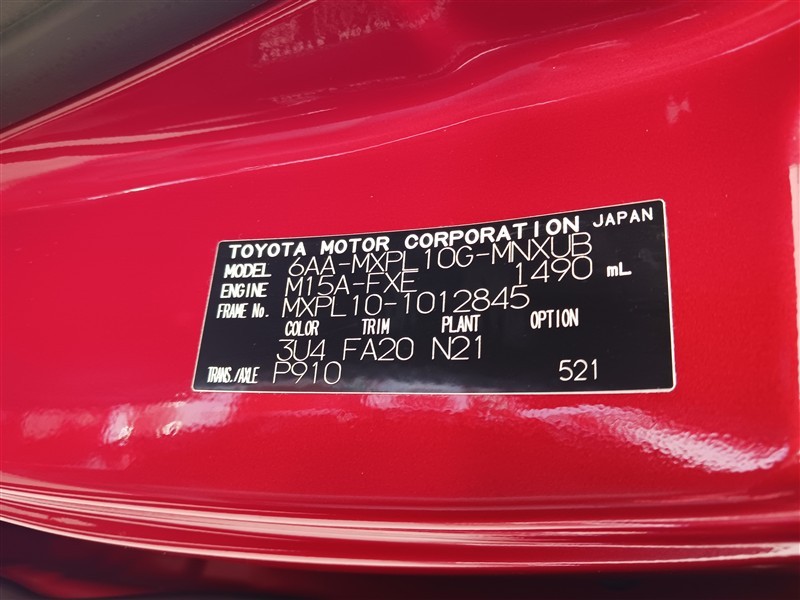 TOYOTA MOTOR CORPORATION JAPAN
MODEL 6AA-MXPL10G-MNXUB
ENGINE M15A-FXE 1490 mL
FRAME No. MXPL10-1012845
COLOR TRIM PLANT OPTION
3U4 FA20 N21
TRANS./AXLE P910 521